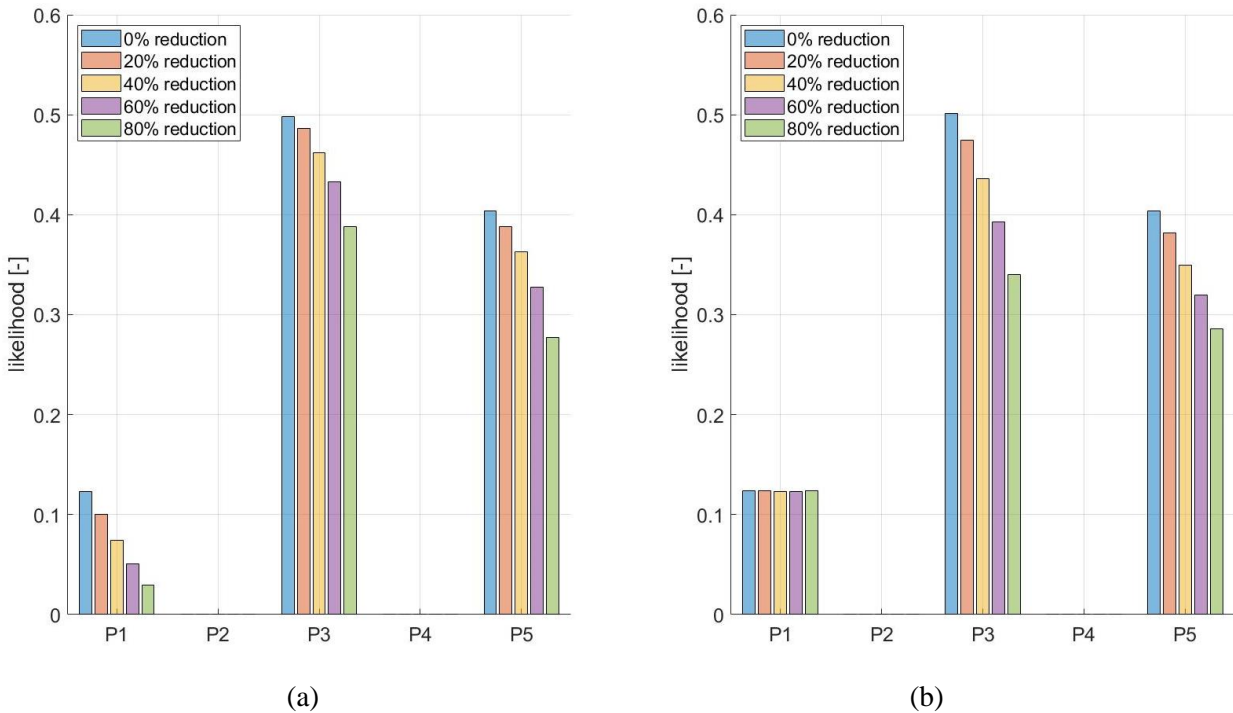 0.6
0.5
0.4
0.3
0.2
0.1
0
likelihood [-]
0% reduction
20% reduction
40% reduction
60% reduction
80% reduction
P1 P2 P3 P4 P5
(a)
0.6
0.5
0.4
0.3
0.2
0.1
0
likelihood [-]
0% reduction
20% reduction
40% reduction
60% reduction
80% reduction
P1 P2 P3 P4 P5
(b)